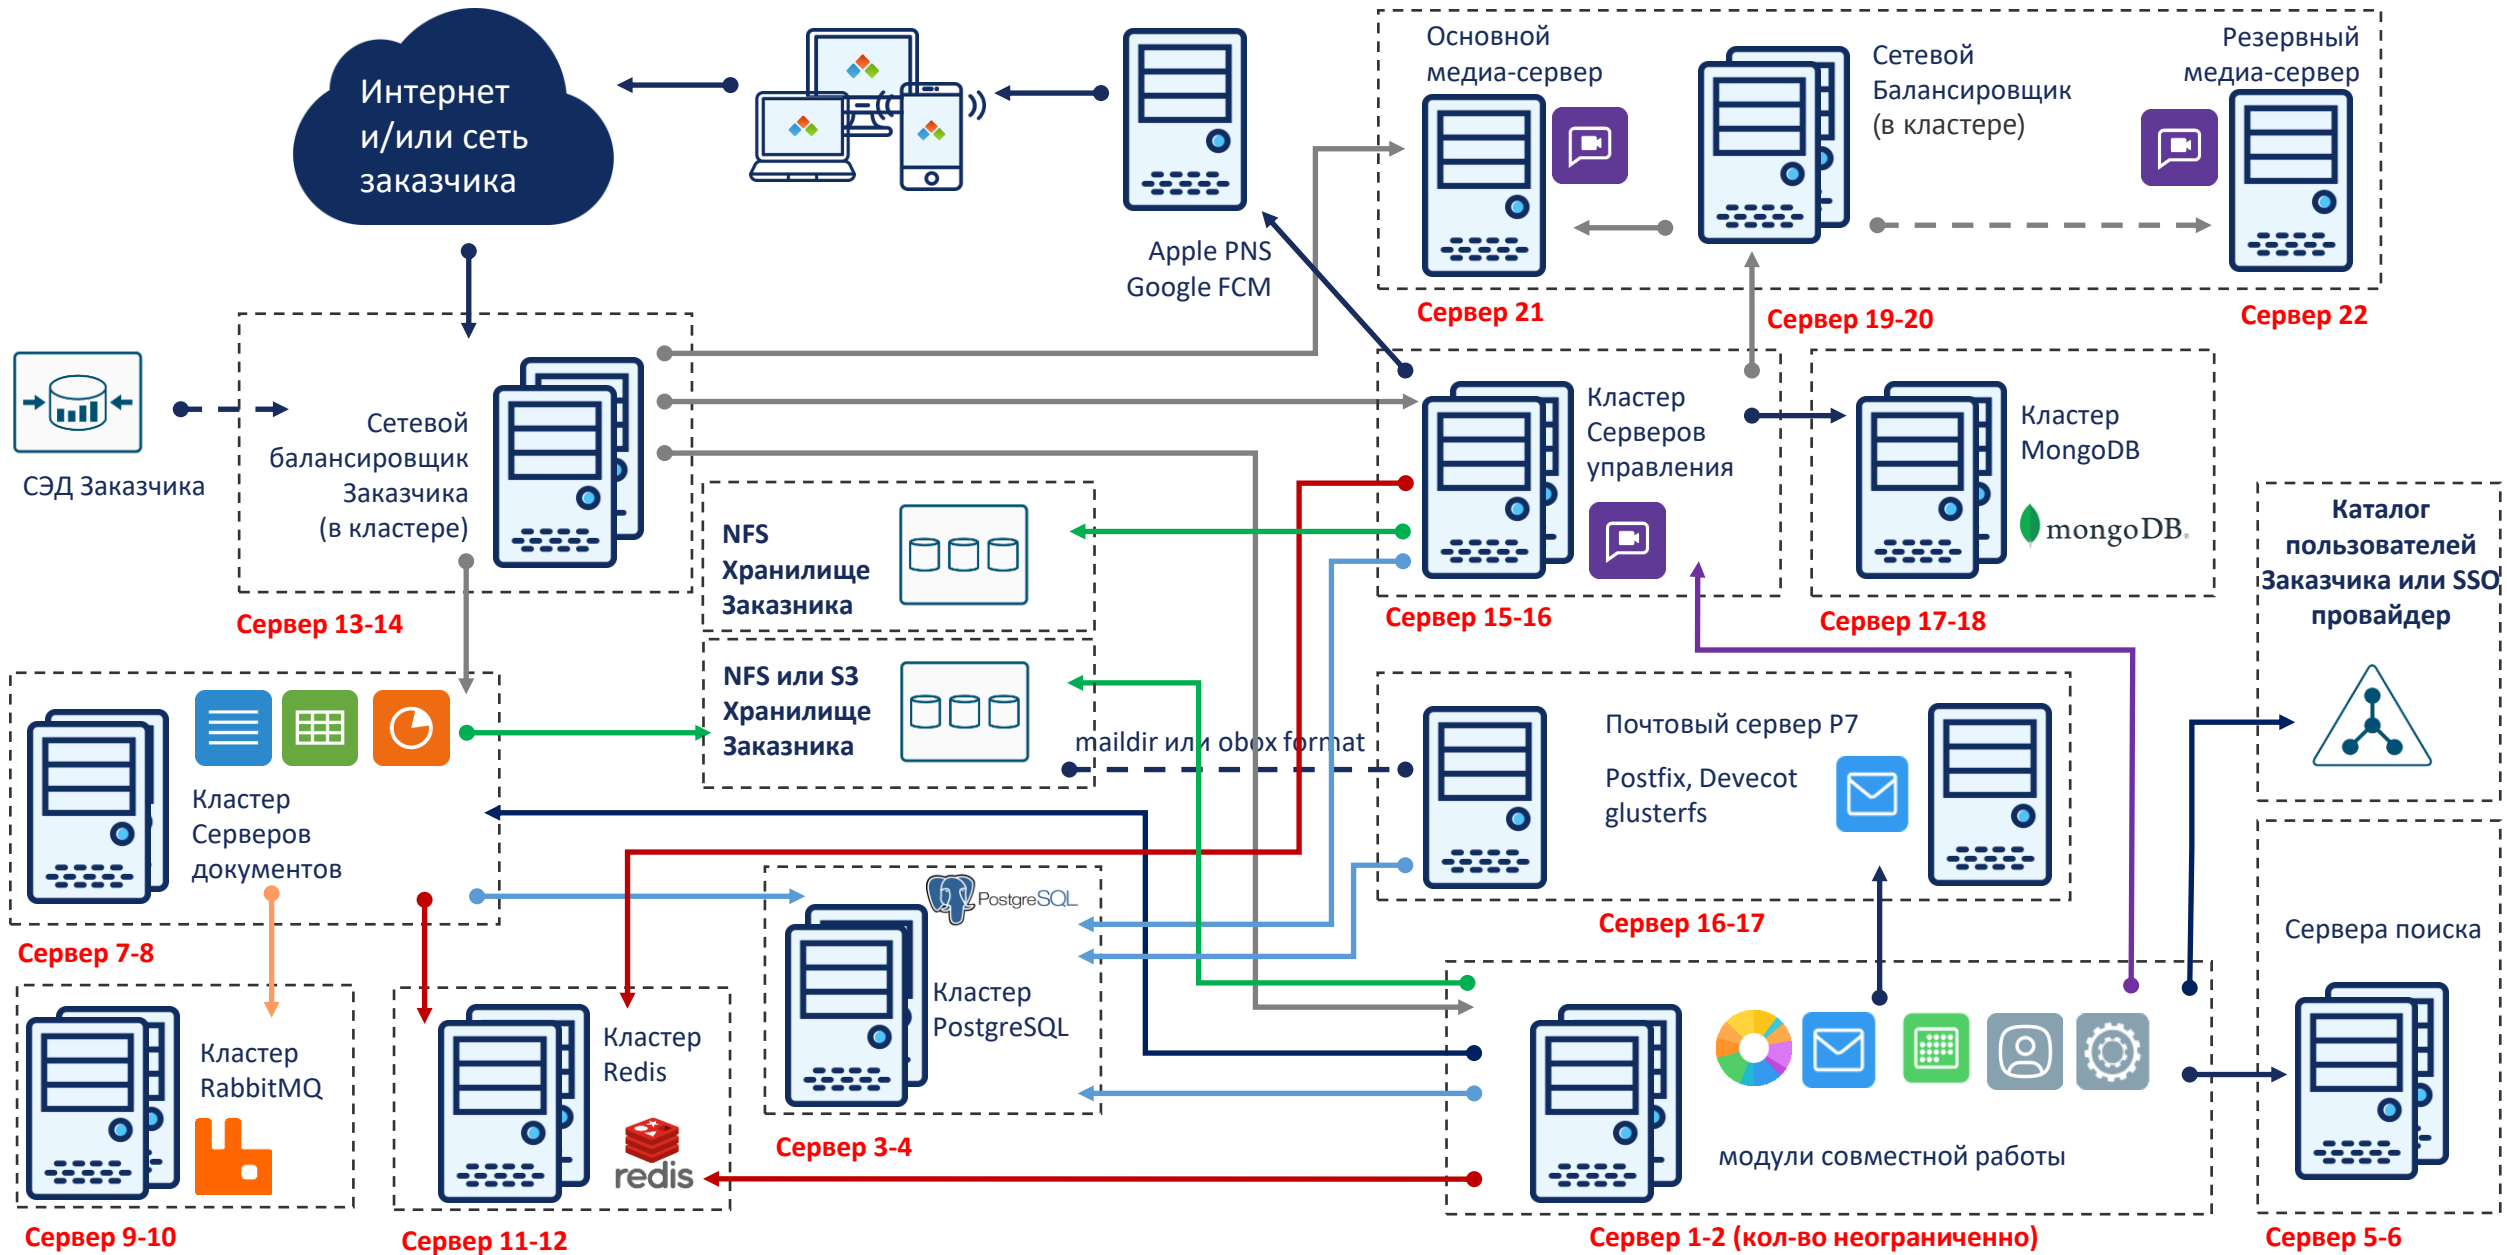 Интернет
и/или сеть
заказчика
Apple PNS
Google FCM
Основной
медиа-сервер
Сетевой
Балансировщик
(в кластере)
Резервный
медиа-сервер
Сервер 21
Сервер 19-20
Сервер 22
СЭД Заказчика
Сетевой
балансировщик
Заказчика
(в кластере)
Сервер 13-14
NFS
Хранилище
Заказника
NFS или S3
Хранилище
Заказника
Кластер
Серверов
управления
Сервер 15-16
Кластер
MongoDB
mongoDB.
Сервер 17-18
Каталог
пользователей
Заказчика или SSO
провайдер
maildir или obox format
Почтовый сервер P7
Postfix, Devecot
glusterfs
Сервер 16-17
Кластер
Серверов
документов
Сервер 7-8
PostgreSQL
Кластер
PostgreSQL
Сервер 3-4
Кластер
RabbitMQ
Сервер 9-10
Кластер
Redis
redis
Сервер 11-12
модули совместной работы
Сервер 1-2 (кол-во неограниченно)
Сервера поиска
Сервер 5-6